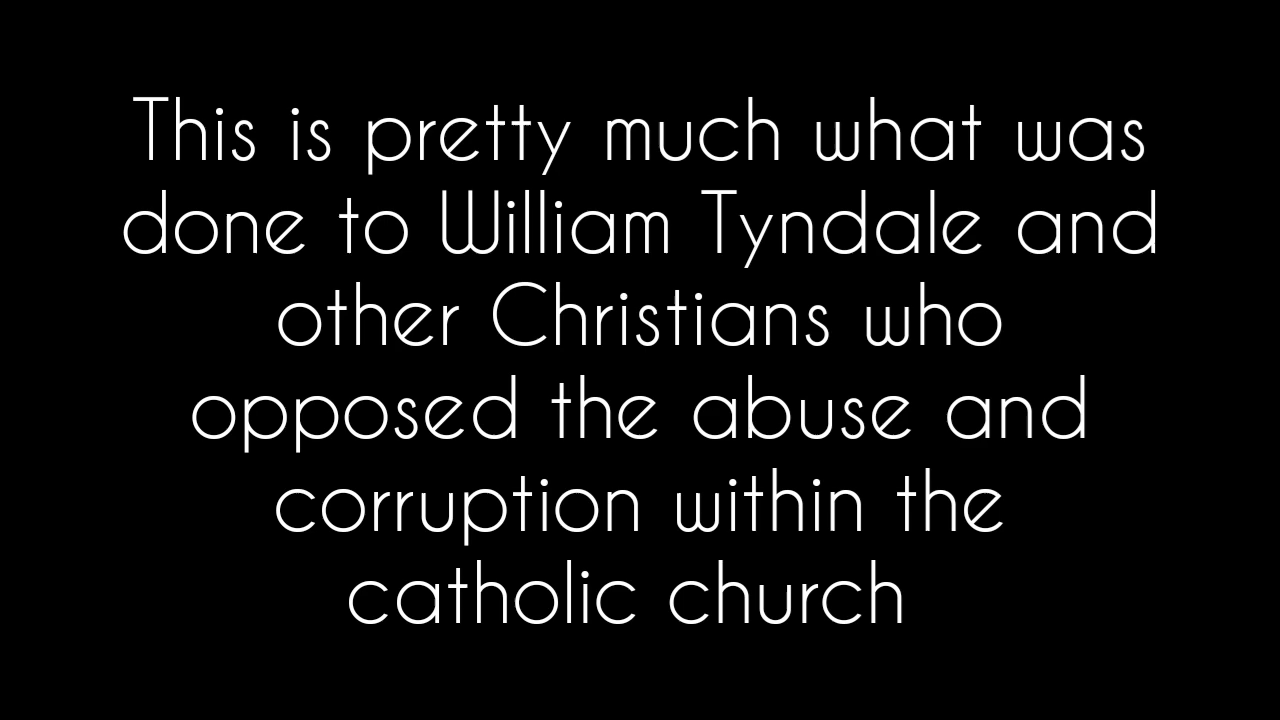 This is pretty much what was
done to William Tyndale and
other Christians who
opposed the abuse and
corruption within the
catholic church